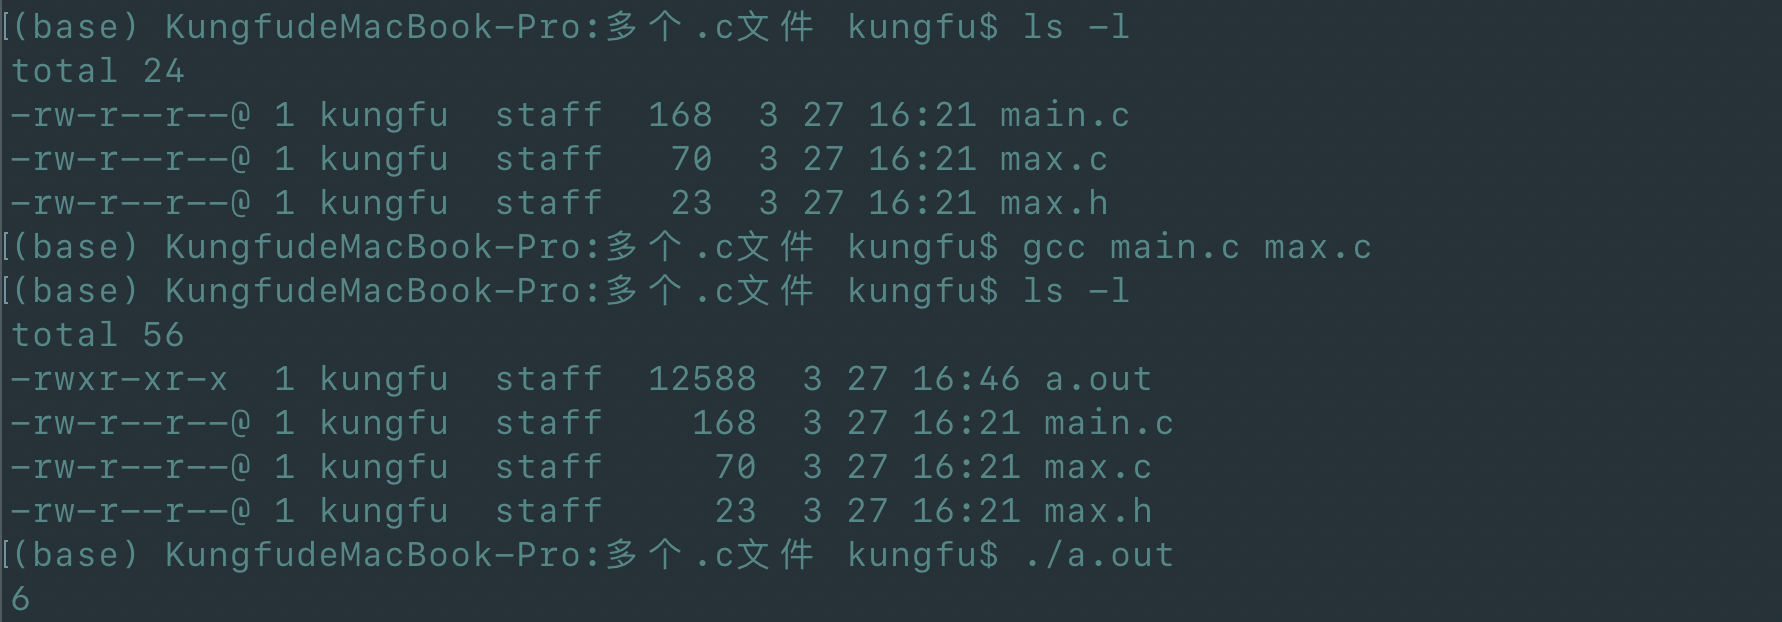 [(base) KungfudeMacBook-Pro:多个.c文件 kungfu$ ls -l
total 24
-rw-r--r--@ 1 kungfu  staff  168  3 27 16:21 main.c
-rw-r--r--@ 1 kungfu  staff   70  3 27 16:21 max.c
-rw-r--r--@ 1 kungfu  staff   23  3 27 16:21 max.h
[(base) KungfudeMacBook-Pro:多个.c文件 kungfu$ gcc main.c max.c
[(base) KungfudeMacBook-Pro:多个.c文件 kungfu$ ls -l
total 56
-rwxr-xr-x  1 kungfu  staff  12588  3 27 16:46 a.out
-rw-r--r--@ 1 kungfu  staff    168  3 27 16:21 main.c
-rw-r--r--@ 1 kungfu  staff     70  3 27 16:21 max.c
-rw-r--r--@ 1 kungfu  staff     23  3 27 16:21 max.h
[(base) KungfudeMacBook-Pro:多个.c文件 kungfu$ ./a.out
6